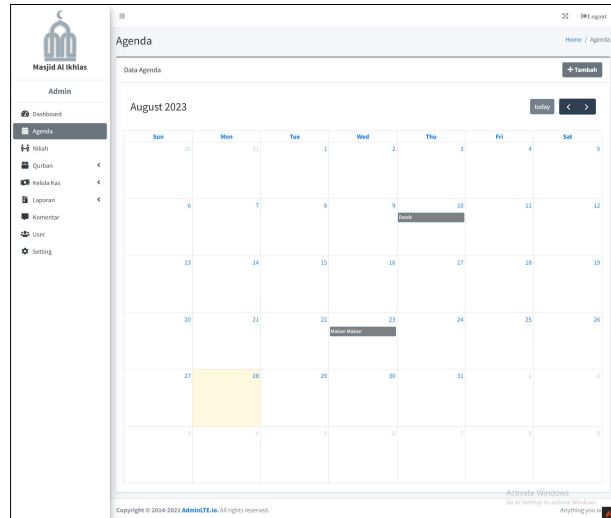 Masjid Al Ikhlas
Admin
Dashboard
Agenda
Nikah
Qurban
Kelola Kas
Laporan
Komentar
User
Setting
Logout
Agenda
Home / Agenda
Data Agenda
+ Tambah
August 2023
today
Sun Mon Tue Wed Thu Fri Sat
30 31 1 2 3 4 5
6 7 8 9 10 11 12
Rateb
13 14 15 16 17 18 19
20 21 22 23 24 25 26
Makan Makan
27 28 29 30 31 1 2
3 4 5 6 7 8 9
Activate Windows
Go to Settings to activate Windows.
Copyright © 2014-2021 AdminLTE.io. All rights reserved.
Anything you